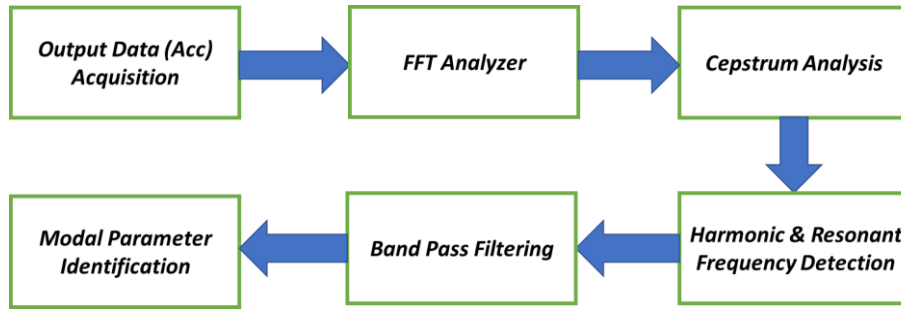 Output Data (Acc)
Acquisition
FFT Analyzer
Cepstrum Analysis
Harmonic & Resonant
Frequency Detection
Band Pass Filtering
Modal Parameter
Identification